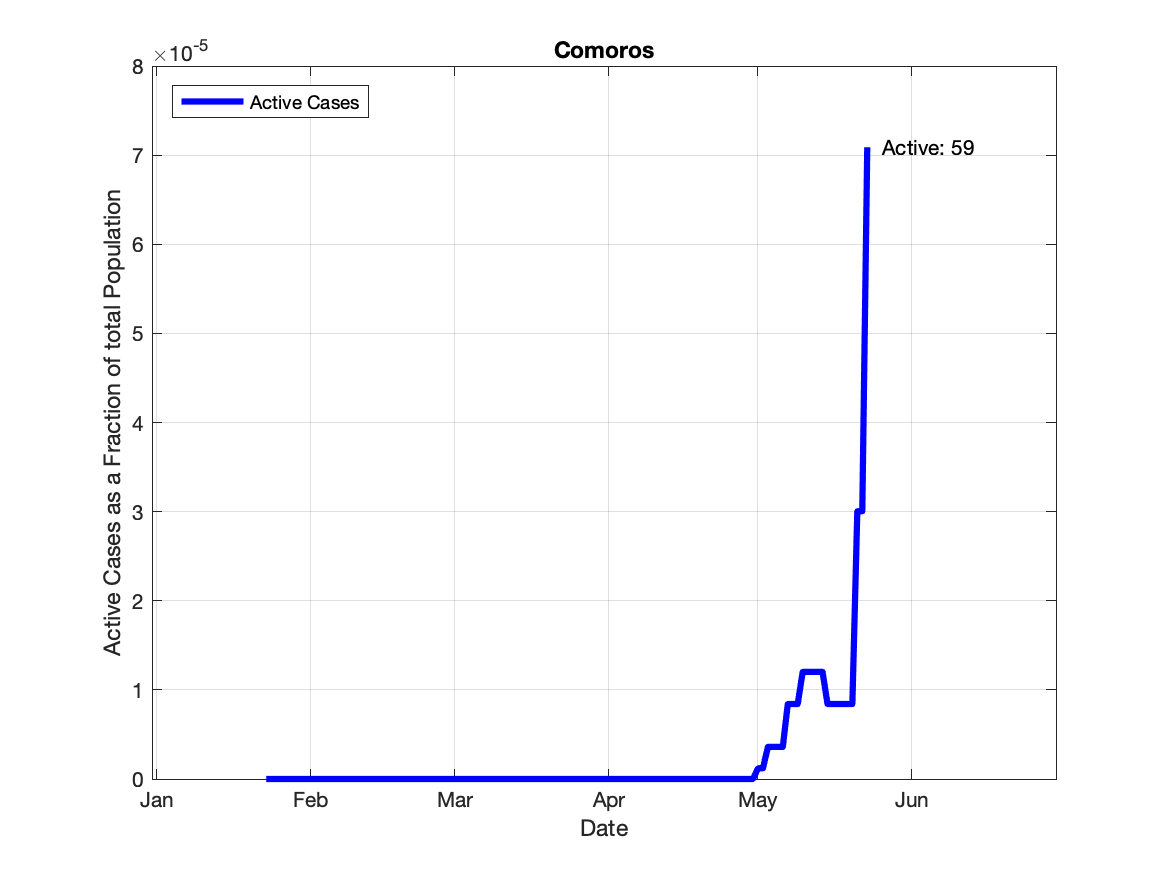 Comoros
×10-5
Active Cases
Active: 59
Active Cases as a Fraction of total Population
8
7
6
5
4
3
2
1
0
Jan Feb Mar Apr May Jun
Date